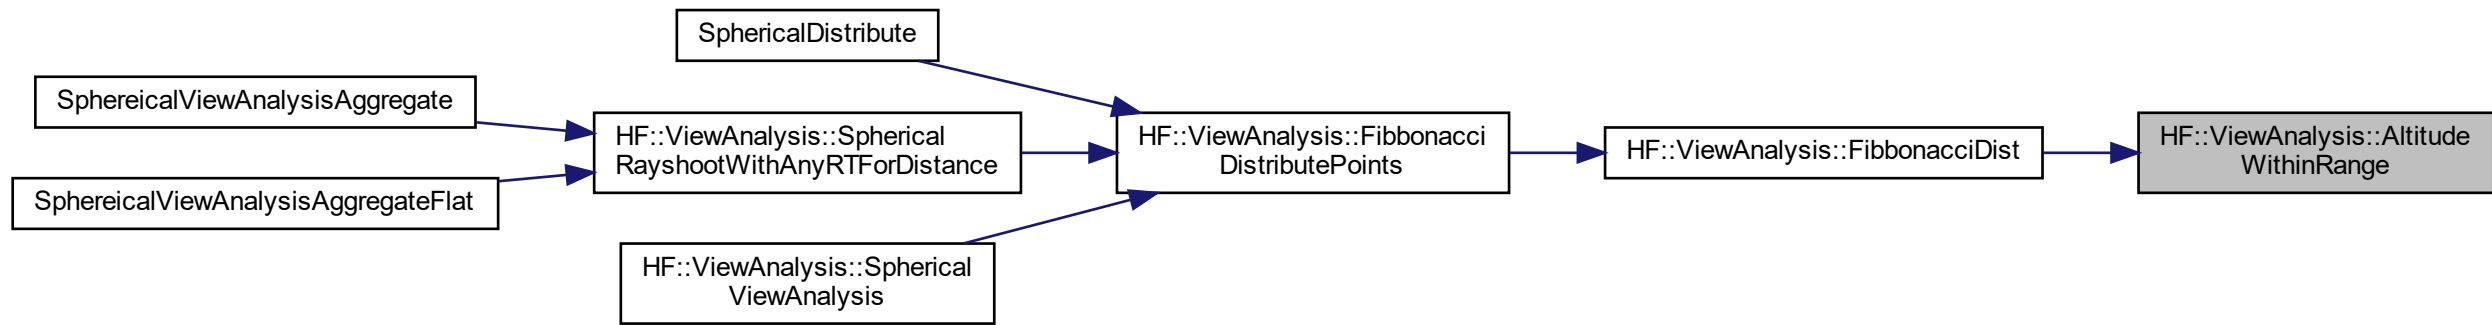 SphericalDistribute
SphereicalViewAnalysisAggregate
SphereicalViewAnalysisAggregateFlat
HF::ViewAnalysis::Spherical
RayshootWithAnyRTForDistance
HF::ViewAnalysis::Spherical
ViewAnalysis
HF::ViewAnalysis::Fibbonacci
DistributePoints
HF::ViewAnalysis::FibbonacciDist
HF::ViewAnalysis::Altitude
WithinRange